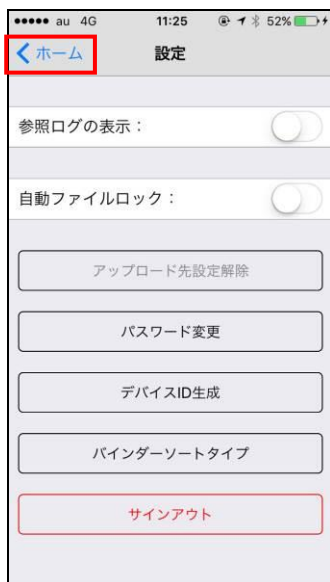 au 4G 11:25 52%
ホーム 設定
参照ログの表示：
自動ファイルロック：
アップロード先設定解除
パスワード変更
デバイスID生成
バインダーソートタイプ
サインアウト